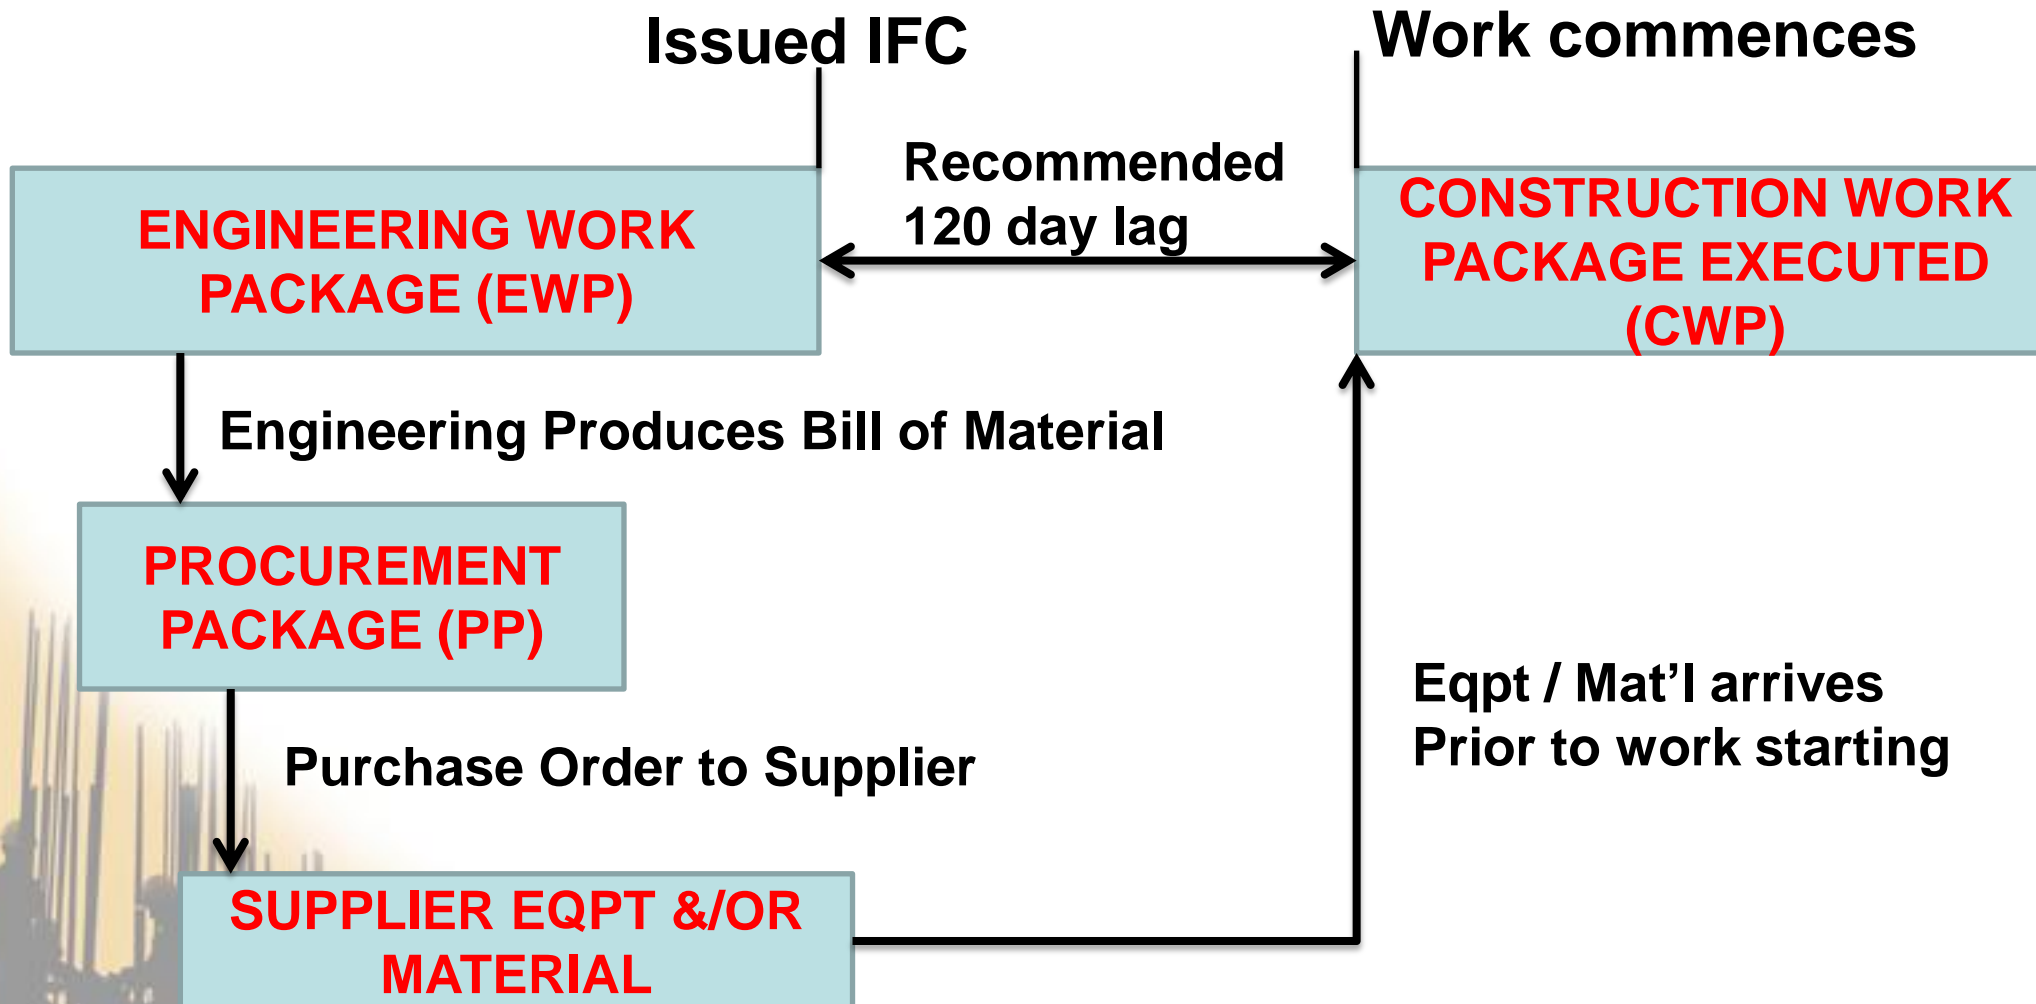 Issued IFC
Work commences
Recommended
120 day lag
ENGINEERING WORK
PACKAGE (EWP)
CONSTRUCTION WORK
PACKAGE EXECUTED
(CWP)
Engineering Produces Bill of Material
PROCUREMENT
PACKAGE (PP)
Eqpt / Mat’l arrives
Prior to work starting
Purchase Order to Supplier
SUPPLIER EQPT &/OR
MATERIAL